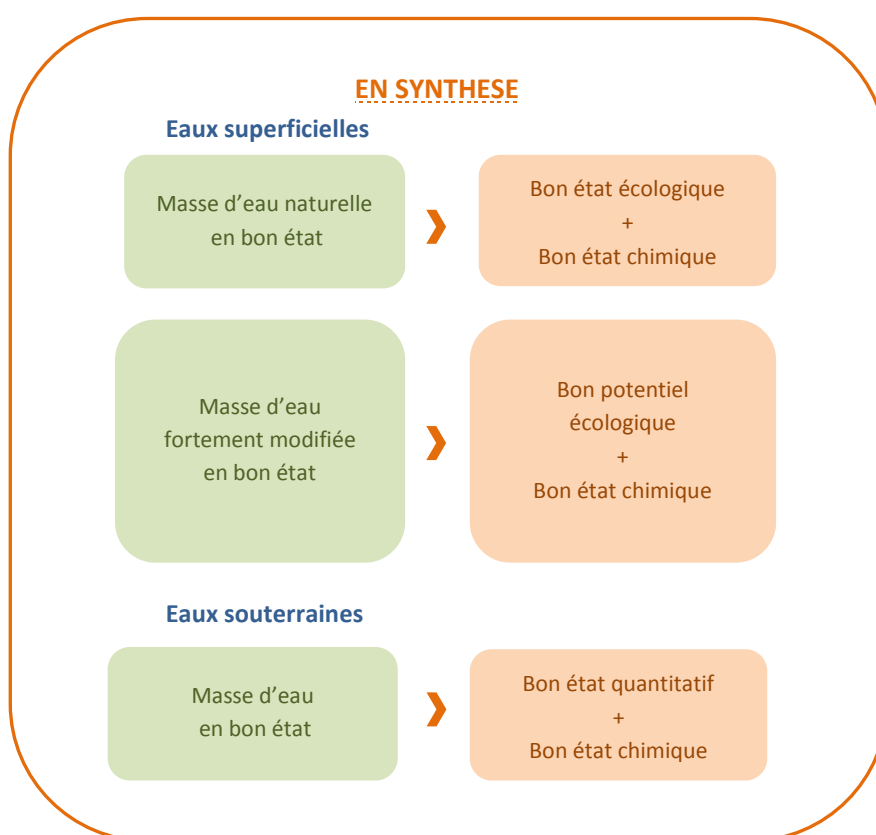 EN SYNTHESE
Eaux superficielles
Masse d’eau naturelle
en bon état
Bon état écologique
+
Bon état chimique
Masse d’eau
fortement modifiée
en bon état
Bon potentiel
écologique
+
Bon état chimique
Eaux souterraines
Masse d’eau
en bon état
Bon état quantitatif
+
Bon état chimique